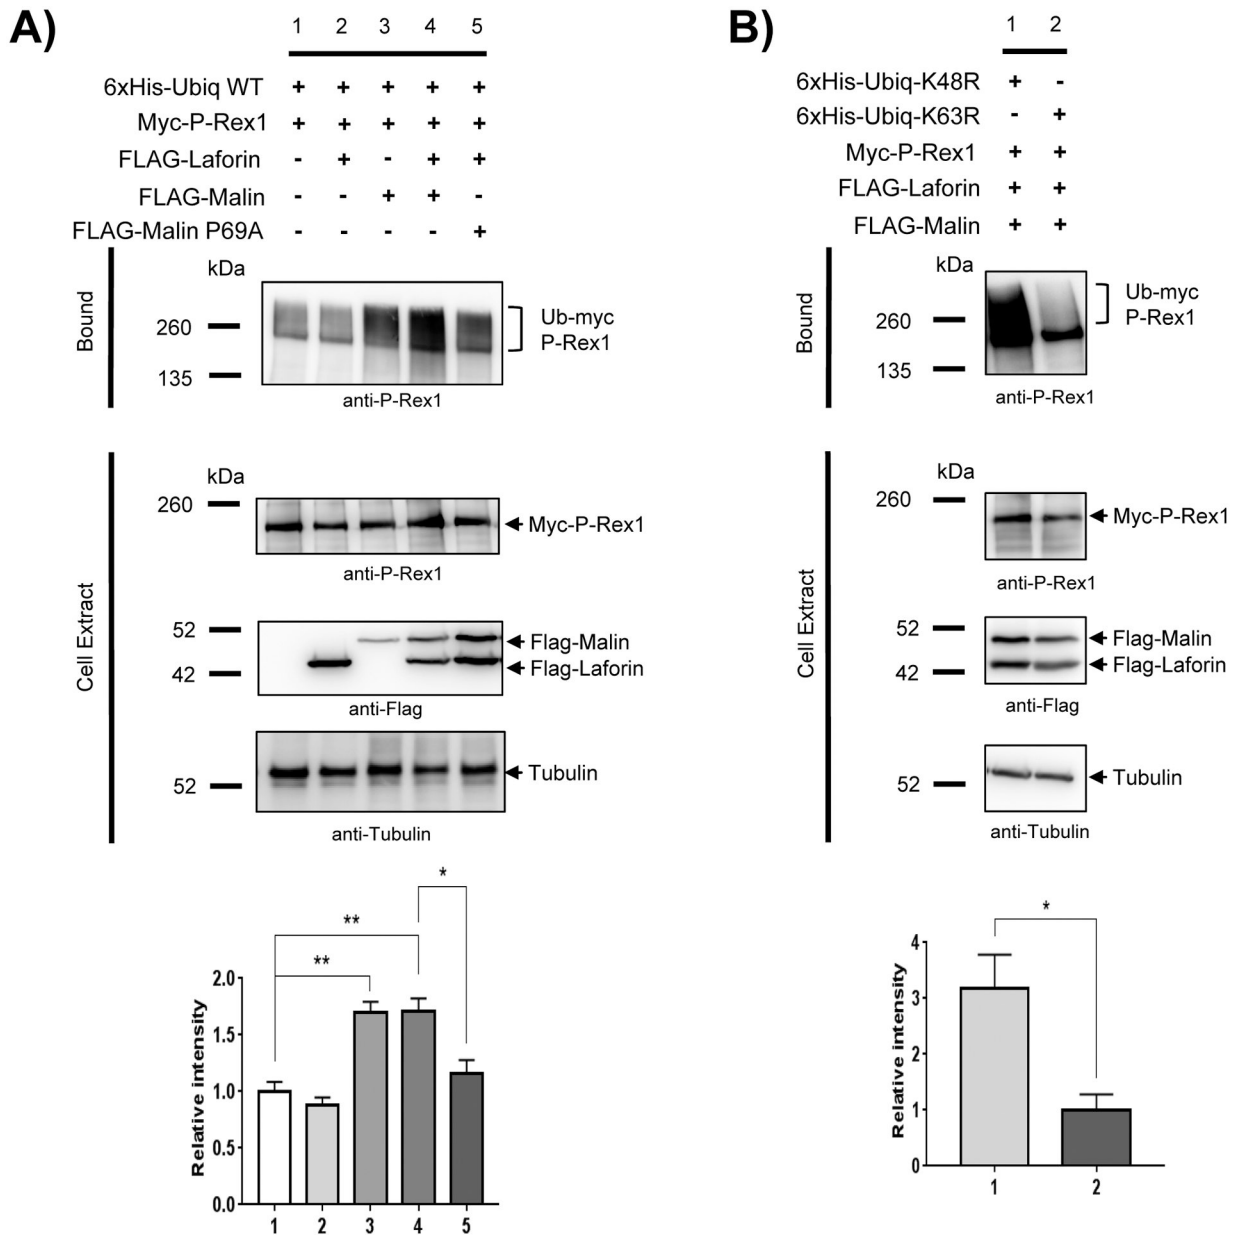 A)
1 2 3 4 5
6xHis-Ubiq WT + + + + +
Myc-P-Rex1 + + + + +
FLAG-Laforin - + - + +
FLAG-Malin - - + + -
FLAG-Malin P69A - - - - +
Bound
kDa
260
135
Ub-myc
P-Rex1
anti-P-Rex1
Cell Extract
kDa
260
Myc-P-Rex1
anti-P-Rex1
52
Flag-Malin
42
Flag-Laforin
anti-Flag
Tubulin
52
anti-Tubulin
*
**
**
Relative intensity
2.0
1.5
1.0
0.5
0.0
1 2 3 4 5
B)
1 2
6xHis-Ubiq-K48R + -
6xHis-Ubiq-K63R - +
Myc-P-Rex1 + +
FLAG-Laforin + +
FLAG-Malin + +
Bound
kDa
260
135
Ub-myc
P-Rex1
anti-P-Rex1
Cell Extract
kDa
260
Myc-P-Rex1
anti-P-Rex1
52
Flag-Malin
42
Flag-Laforin
anti-Flag
Tubulin
52
anti-Tubulin
*
Relative intensity
4
3
2
1
0
1 2